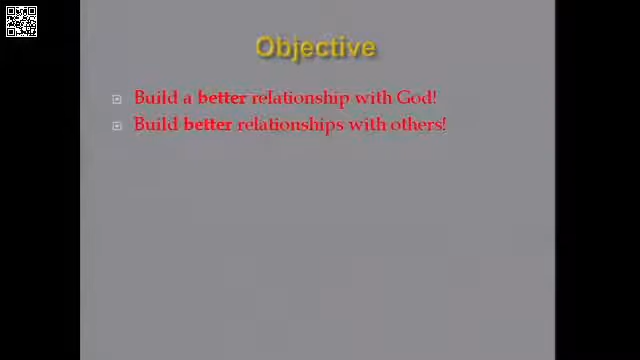 Objective
Build a better relationship with God!
Build better relationships with others!